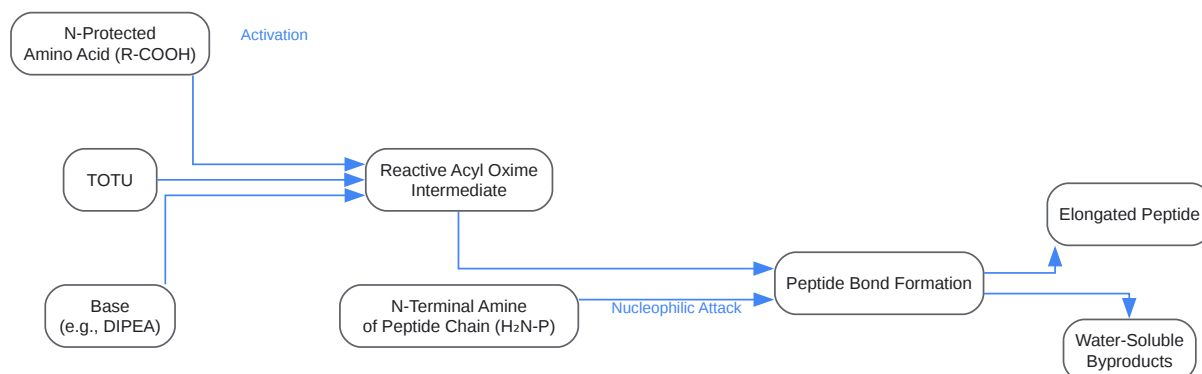 N-Protected
Amino Acid (R-COOH)
Activation
TOTU
Reactive Acyl Oxime
Intermediate
Base
(e.g., DIPEA)
N-Terminal Amine
of Peptide Chain (H₂N-P)
Nucleophilic Attack
Peptide Bond Formation
Elongated Peptide
Water-Soluble
Byproducts